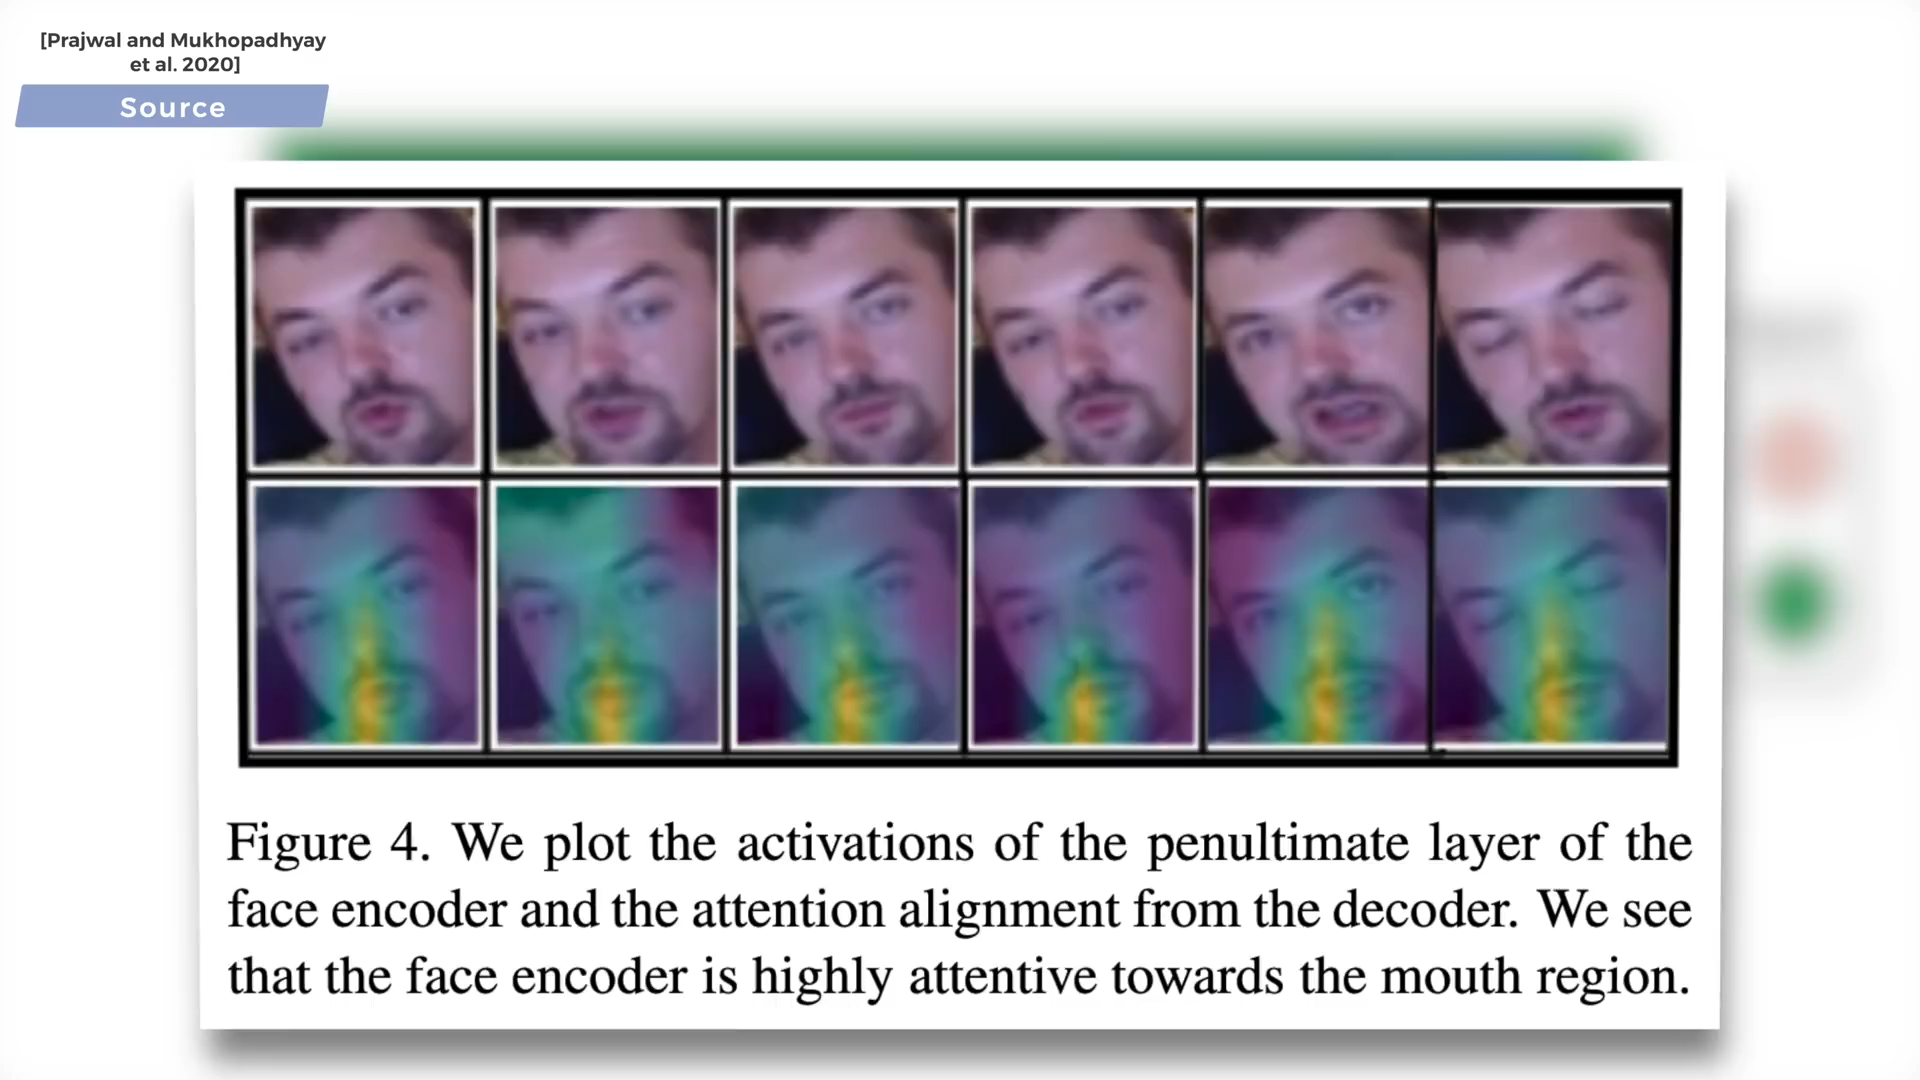 [Prajwal and Mukhopadhyay
et al. 2020]
Source
Figure 4. We plot the activations of the penultimate layer of the
face encoder and the attention alignment from the decoder. We see
that the face encoder is highly attentive towards the mouth region.